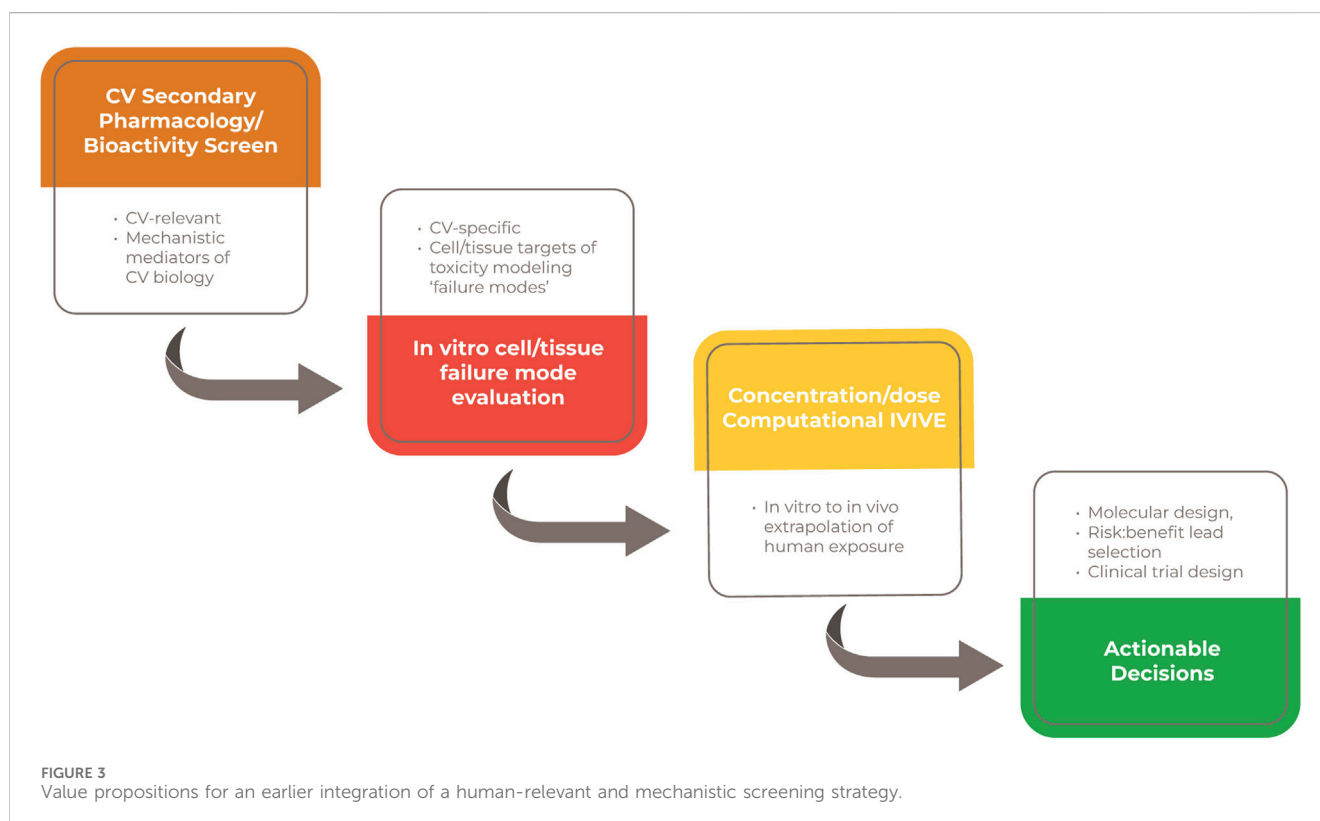 CV Secondary
Pharmacology/
Bioactivity Screen
· CV-relevant
· Mechanistic
mediators of
CV biology
· CV-specific
· Cell/tissue targets of
toxicity modeling
‘failure modes’
In vitro cell/tissue
failure mode
evaluation
Concentration/dose
Computational IVIVE
· In vitro to in vivo
extrapolation of
human exposure
· Molecular design,
· Risk:benefit lead
selection
· Clinical trial design
Actionable
Decisions
FIGURE 3
Value propositions for an earlier integration of a human-relevant and mechanistic screening strategy.